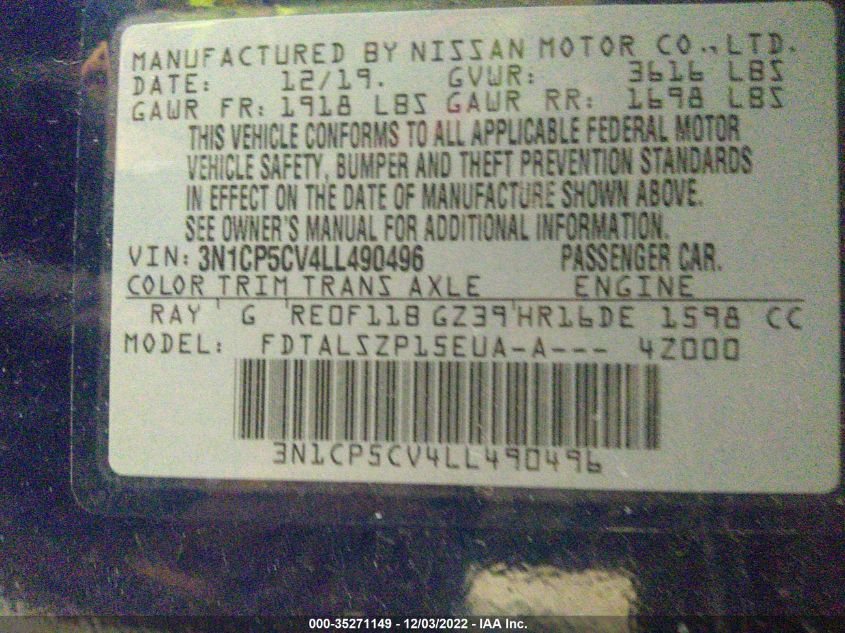 MANUFACTURED BY NISSAN MOTOR CO.,LTD.
DATE: 12/19. GVWR: 3616 LBS
GAWR FR: 1918 LBS GAWR RR: 1698 LBS
THIS VEHICLE CONFORMS TO ALL APPLICABLE FEDERAL MOTOR
VEHICLE SAFETY, BUMPER AND THEFT PREVENTION STANDARDS
IN EFFECT ON THE DATE OF MANUFACTURE SHOWN ABOVE.
SEE OWNER'S MANUAL FOR ADDITIONAL INFORMATION.
VIN: 3N1CP5CV4LL490496 PASSENGER CAR.
COLOR TRIM TRANS AXLE ENGINE
RAY ' G 'RE0F11B GZ39'HR16DE 1598 CC
MODEL: FDTALSZP15EUA-A--- 4Z000
3N1CP5CV4LL490496
000-35271149 - 12/03/2022 - IAA Inc.